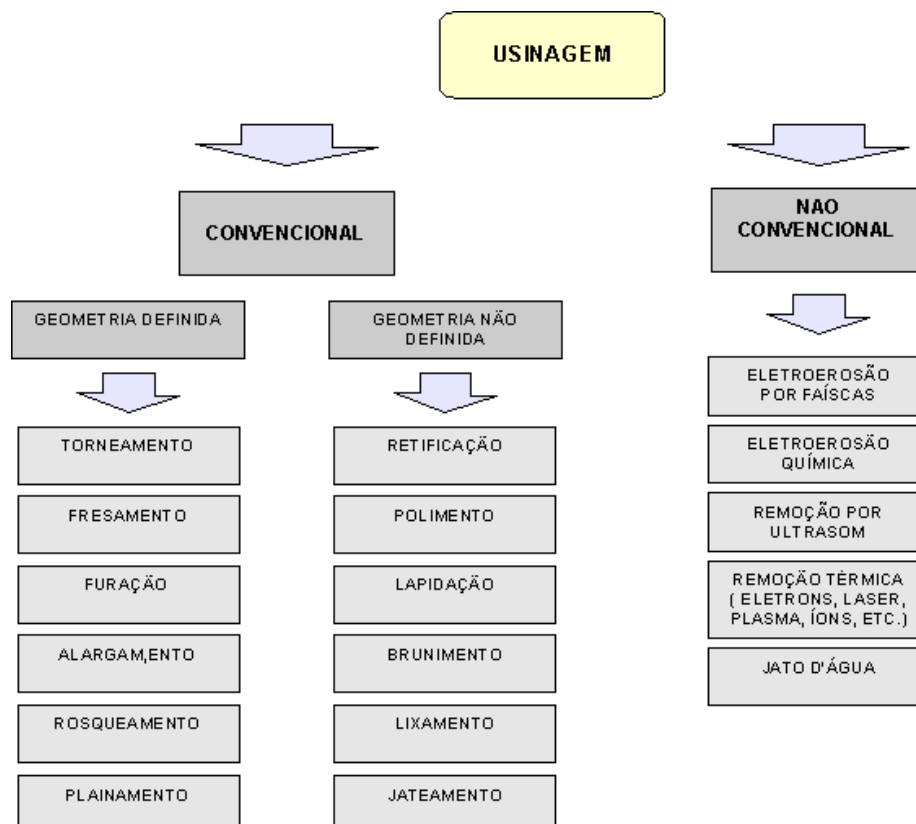 USINAGEM
CONVENCIONAL
NAO
CONVENCIONAL
GEOMETRIA DEFINIDA
GEOMETRIA NÃO
DEFINIDA
TORNEAMENTO
FRESAMENTO
FURAÇÃO
ALARGAM,ENTO
ROSQUEAMENTO
PLAINAMENTO
RETIFICAÇÃO
POLIMENTO
LAPIDAÇÃO
BRUNIMENTO
LIXAMENTO
JATEAMENTO
ELETROEROSÃO
POR FAÍSCAS
ELETROEROSÃO
QUÍMICA
REMOÇÃO POR
ULTRASOM
REMOÇÃO TÉRMICA
( ELETRONS, LASER,
PLASMA, ÍONS, ETC.)
JATO D'ÁGUA